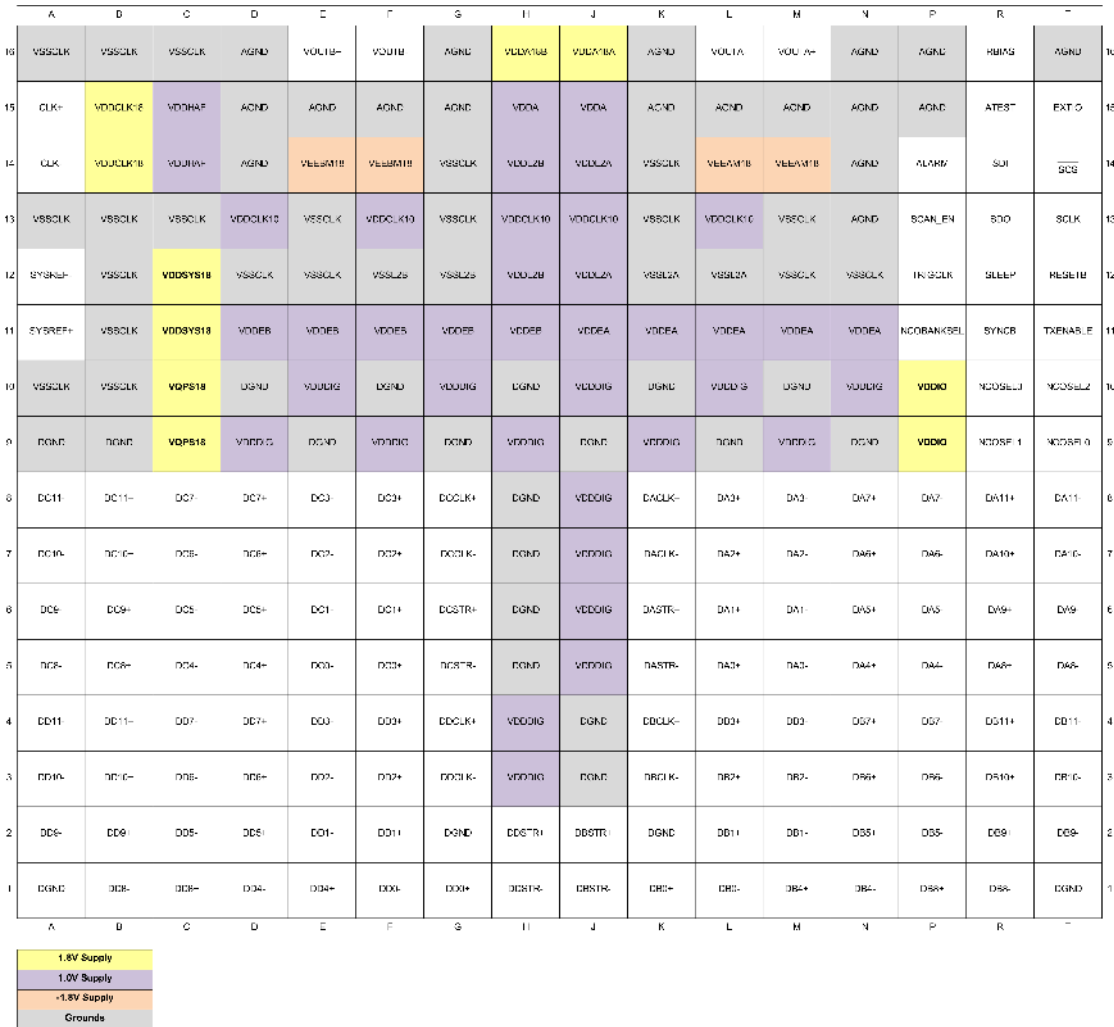 A B C D E F G H J K L M N P R T
16 VSSCLK VSSCLK VSSCLK AGND VOUTB+ VOUTB- AGND VDDA18B VDDA18A AGND VOUTA- VOUTA+ AGND AGND RBIAS AGND 16
15 CLK+ VDDCLK18 AGND AGND AGND AGND VDDA VDDA AGND AGND AGND AGND AGND ATEST EXTIO 15
14 CLK- VDDCLK18 AGND VEEBM18 VEEBM18 VSSCLK VDDL2B VDDL2A VSSCLK VEEAM18 VEEAM18 AGND ALARM SDI SCS 14
13 VSSCLK VSSCLK VSSCLK VDDCLK10 VSSCLK VDDCLK10 VSSCLK VDDCLK10 VDDCLK10 VSSCLK VDDCLK10 VSSCLK AGND SCAN_EN SDO SCLK 13
12 SYSREF- VSSCLK VDDSYS18 VSSCLK VSSCLK VSSL2B VSSL2B VDDL2B VDDL2A VSSL2A VSSL2A VSSCLK VSSCLK TRIGCLK SLEEP RESETB 12
11 SYSREF+ VSSCLK VDDSYS18 VDDEB VDDEB VDDEB VDDEB VDDEB VDDEA VDDEA VDDEA VDDEA VDDEA NCOBANKSEL SYNCB TXENABLE 11
10 VSSCLK VSSCLK VQPS18 DGND VDDDIG DGND VDDDIG DGND VDDDIG DGND VDDDIG DGND VDDDIG VDDIO NCOSEL3 NCOSEL2 10
9 DGND DGND VQPS18 VDDDIG DGND VDDDIG DGND VDDDIG DGND VDDDIG DGND VDDDIG DGND VDDIO NCOSEL1 NCOSEL0 9
8 DC11- DC11+ DC7- DC7+ DC3- DC3+ DCCLK+ DGND VDDDIG DACLK+ DA3+ DA3- DA7+ DA7- DA11+ DA11- 8
7 DC10- DC10+ DC6- DC6+ DC2- DC2+ DCCLK- DGND VDDDIG DACLK- DA2+ DA2- DA6+ DA6- DA10+ DA10- 7
6 DC9- DC9+ DC5- DC5+ DC1- DC1+ DCSTR+ DGND VDDDIG DASTR+ DA1+ DA1- DA5+ DA5- DA9+ DA9- 6
5 DC8- DC8+ DC4- DC4+ DC0- DC0+ DCSTR- DGND VDDDIG DASTR- DA0+ DA0- DA4+ DA4- DA8+ DA8- 5
4 DD11- DD11+ DD7- DD7+ DD3- DD3+ DDCLK+ VDDDIG DGND DBCLK+ DB3+ DB3- DB7+ DB7- DB11+ DB11- 4
3 DD10- DD10+ DD6- DD6+ DD2- DD2+ DDCLK- VDDDIG DGND DBCLK- DB2+ DB2- DB6+ DB6- DB10+ DB10- 3
2 DD9- DD9+ DD5- DD5+ DD1- DD1+ DGND DDSTR+ DBSTR+ DGND DB1+ DB1- DB5+ DB5- DB9+ DB9- 2
1 DGND DD8- DD8+ DD4- DD4+ DD0- DD0+ DDSTR- DBSTR- DB0+ DB0- DB4+ DB4- DB8+ DB8- DGND 1
A B C D E F G H J K L M N P R T
1.8V Supply
1.0V Supply
-1.8V Supply
Grounds